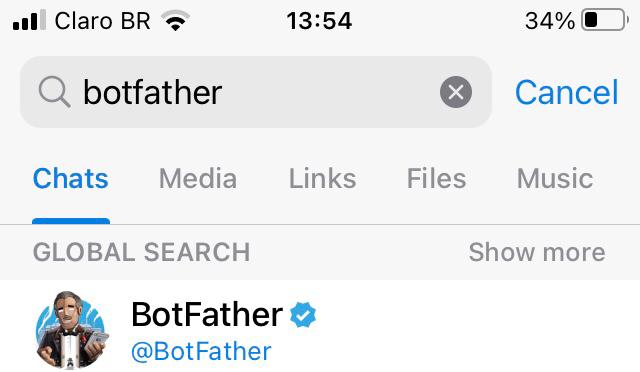 Claro BR 13:54 34%
botfather Cancel
Chats Media Links Files Music
GLOBAL SEARCH Show more
BotFather
@BotFather